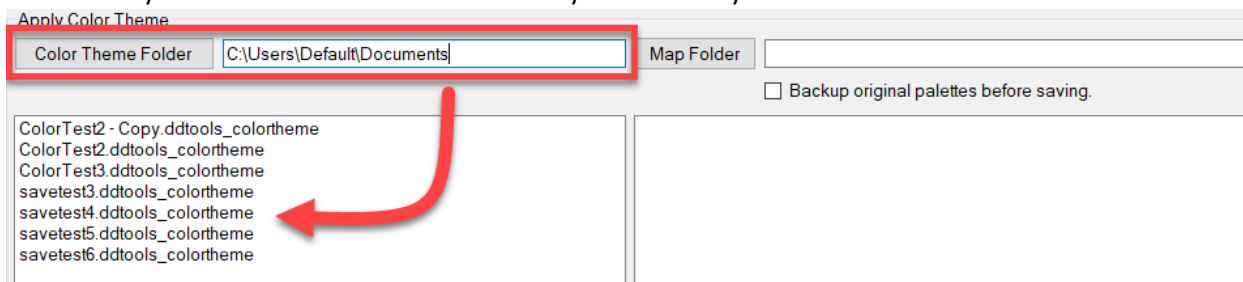 Apply Color Theme
Color Theme Folder C:\Users\Default\Documents Map Folder
Backup original palettes before saving.
ColorTest2 - Copy.ddtools_colortheme
ColorTest2.ddtools_colortheme
ColorTest3.ddtools_colortheme
savetest3.ddtools_colortheme
savetest4.ddtools_colortheme
savetest5.ddtools_colortheme
savetest6.ddtools_colortheme